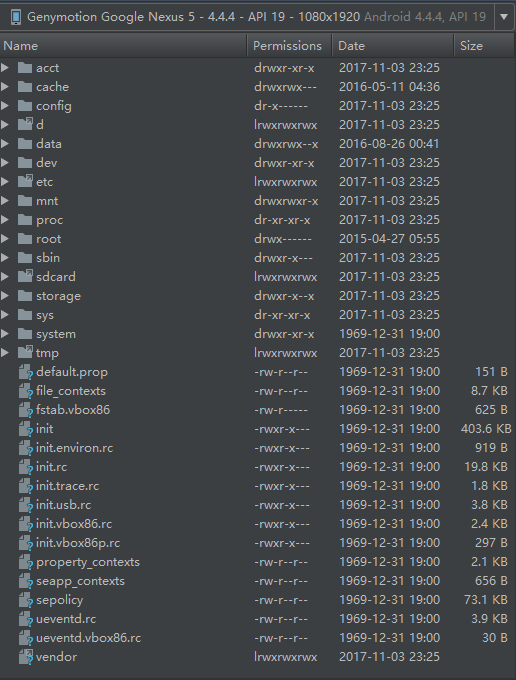 Genymotion Google Nexus 5 - 4.4.4 - API 19 - 1080x1920 Android 4.4.4, API 19
Name Permissions Date Size
acct drwxr-xr-x 2017-11-03 23:25
cache drwxrwx--- 2016-05-11 04:36
config dr-x------ 2017-11-03 23:25
d lrwxrwxrwx 2017-11-03 23:25
data drwxrwx--x 2016-08-26 00:41
dev drwxr-xr-x 2017-11-03 23:25
etc lrwxrwxrwx 2017-11-03 23:25
mnt drwxrwxr-x 2017-11-03 23:25
proc dr-xr-xr-x 2017-11-03 23:25
root drwx------ 2015-04-27 05:55
sbin drwxr-x--- 2017-11-03 23:25
sdcard lrwxrwxrwx 2017-11-03 23:25
storage drwxr-x--x 2017-11-03 23:25
sys dr-xr-xr-x 2017-11-03 23:25
system drwxr-xr-x 1969-12-31 19:00
tmp lrwxrwxrwx 2017-11-03 23:25
default.prop -rw-r--r-- 1969-12-31 19:00 151 B
file_contexts -rw-r--r-- 1969-12-31 19:00 8.7 KB
fstab.vbox86 -rw-r----- 1969-12-31 19:00 625 B
init -rwxr-x--- 1969-12-31 19:00 403.6 KB
init.environ.rc -rwxr-x--- 1969-12-31 19:00 919 B
init.rc -rwxr-x--- 1969-12-31 19:00 19.8 KB
init.trace.rc -rwxr-x--- 1969-12-31 19:00 1.8 KB
init.usb.rc -rwxr-x--- 1969-12-31 19:00 3.8 KB
init.vbox86.rc -rwxr-x--- 1969-12-31 19:00 2.4 KB
init.vbox86p.rc -rwxr-x--- 1969-12-31 19:00 297 B
property_contexts -rw-r--r-- 1969-12-31 19:00 2.1 KB
seapp_contexts -rw-r--r-- 1969-12-31 19:00 656 B
sepolicy -rw-r--r-- 1969-12-31 19:00 73.1 KB
ueventd.rc -rw-r--r-- 1969-12-31 19:00 3.9 KB
ueventd.vbox86.rc -rw-r--r-- 1969-12-31 19:00 30 B
vendor lrwxrwxrwx 2017-11-03 23:25